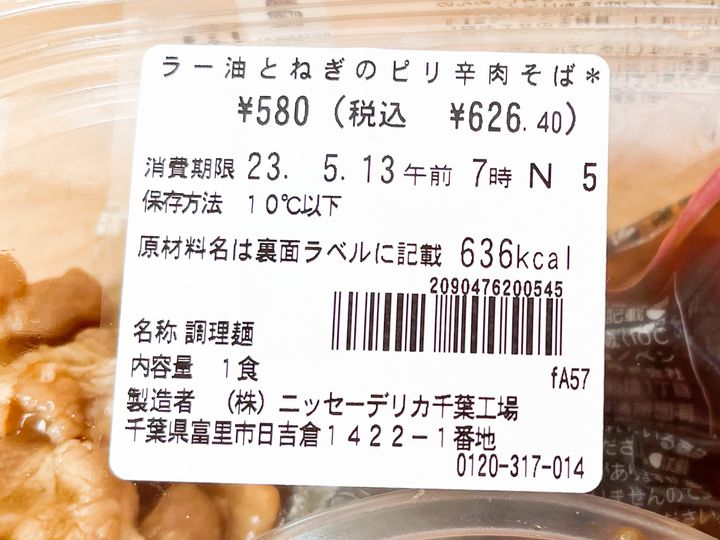 ラー油とねぎのピリ辛肉そば*
¥580（税込 ¥626.40）
消費期限 23. 5.13午前 7時 N 5
保存方法 10℃以下
原材料名は裏面ラベルに記載 636kcal
2090476200545
名称 調理麺
内容量 1食
fA57
製造者 （株）ニッセーデリカ千葉工場
千葉県富里市日吉倉1422－1番地
0120-317-014